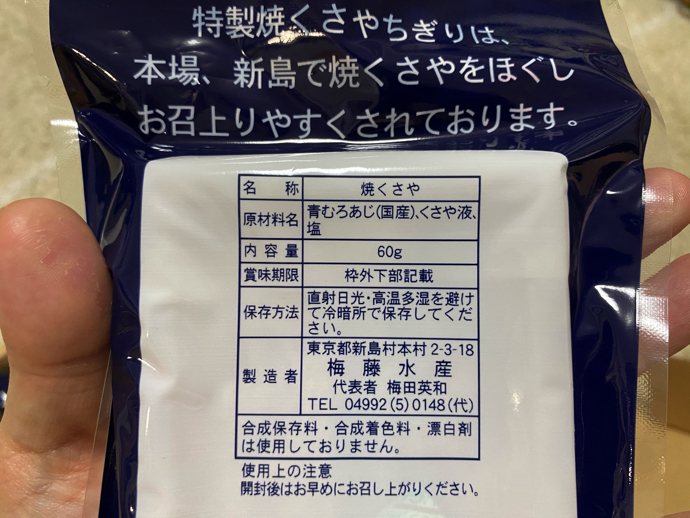 特製焼くさやちぎりは、
本場、新島で焼くさやをほぐし
お召上りやすくされております。
名称 焼くさや
原材料名 青むろあじ(国産)、くさや液、
塩
内容量 60g
賞味期限 枠外下部記載
保存方法 直射日光・高温多湿を避け
て冷暗所で保存してくだ
さい。
製造者 東京都新島村本村2-3-18
梅藤水産
代表者 梅田英和
TEL 04992(5)0148(代)
合成保存料・合成着色料・漂白剤
は使用しておりません。
使用上の注意
開封後はお早めにお召し上がりください。